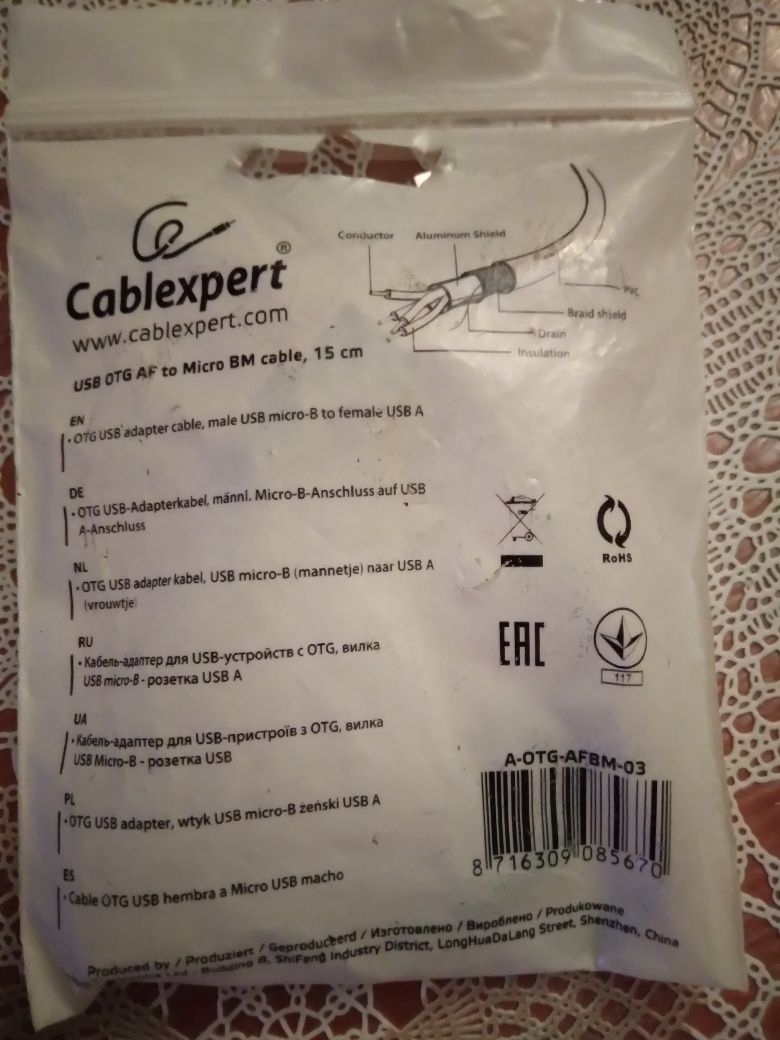 Cablexpert®
www.cablexpert.com
Conductor
Aluminum Shield
PVC
Braid shield
Drain
Insulation
USB OTG AF to Micro BM cable, 15 cm
EN
• OTG USB adapter cable, male USB micro-B to female USB A
DE
• OTG USB-Adapterkabel, männl. Micro-B-Anschluss auf USB
A-Anschluss
NL
• OTG USB adapter kabel, USB micro-B (mannetje) naar USB A
(vrouwtje)
RU
• Кабель-адаптер для USB-устройств с OTG, вилка
USB micro-B - розетка USB A
UA
• Кабель-адаптер для USB-пристроїв з OTG, вилка
USB Micro-B - розетка USB
PL
• OTG USB adapter, wtyk USB micro-B żeński USB A
ES
• Cable OTG USB hembra a Micro USB macho
RoHS
EAC
117
A-OTG-AFBM-03
8 716309 085670
Produced by / Produziert / Geproduceerd / Изготовлено / Вироблено / Produkowane
Building B, ShiFeng Industry District, LongHuaDaLang Street, Shenzhen, China